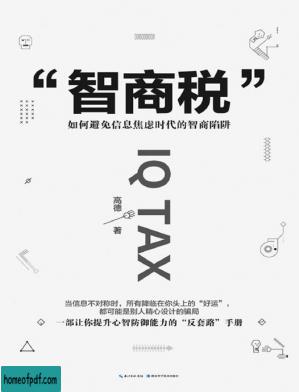 “智商税”
如何避免信息焦虑时代的智商陷阱
IQ TAX
高德 著
当信息不对称时，所有降临在你头上的“好运”，
都可能是别人精心设计的骗局
一部让你提升心智防御能力的“反套路”手册
homeofpdf.com